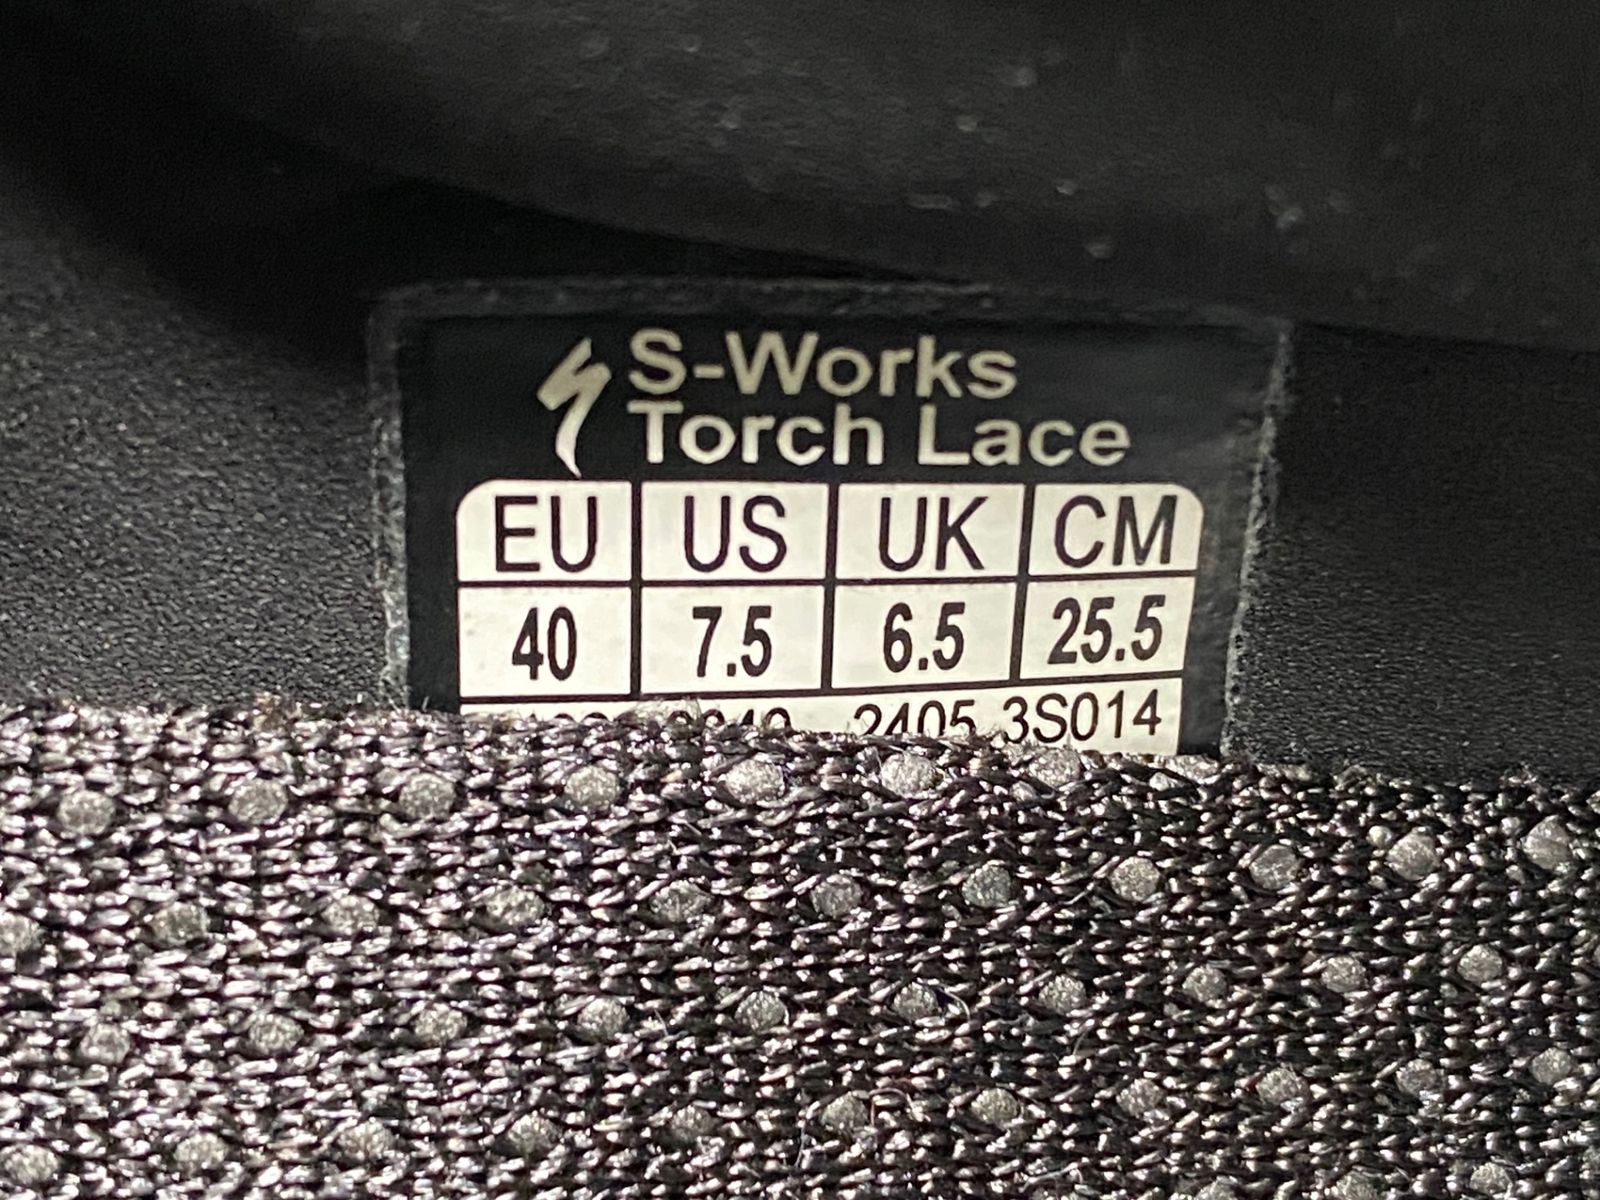 S-Works
Torch Lace
EU US UK CM
40 7.5 6.5 25.5
2405 3S014